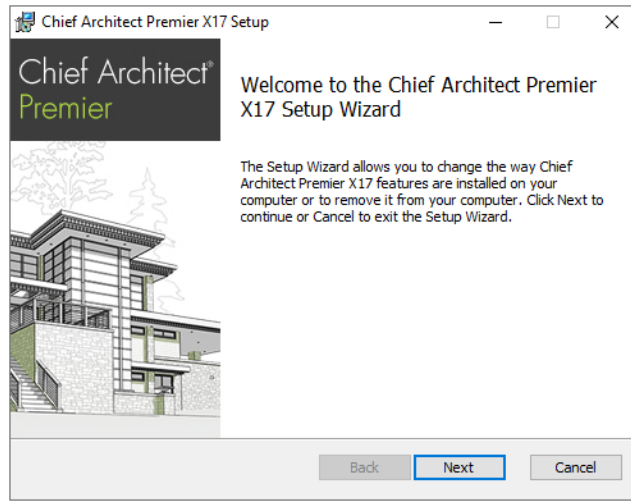 Chief Architect Premier X17 Setup
Chief Architect®
Premier
Welcome to the Chief Architect Premier
X17 Setup Wizard
The Setup Wizard allows you to change the way Chief
Architect Premier X17 features are installed on your
computer or to remove it from your computer. Click Next to
continue or Cancel to exit the Setup Wizard.
Back
Next
Cancel